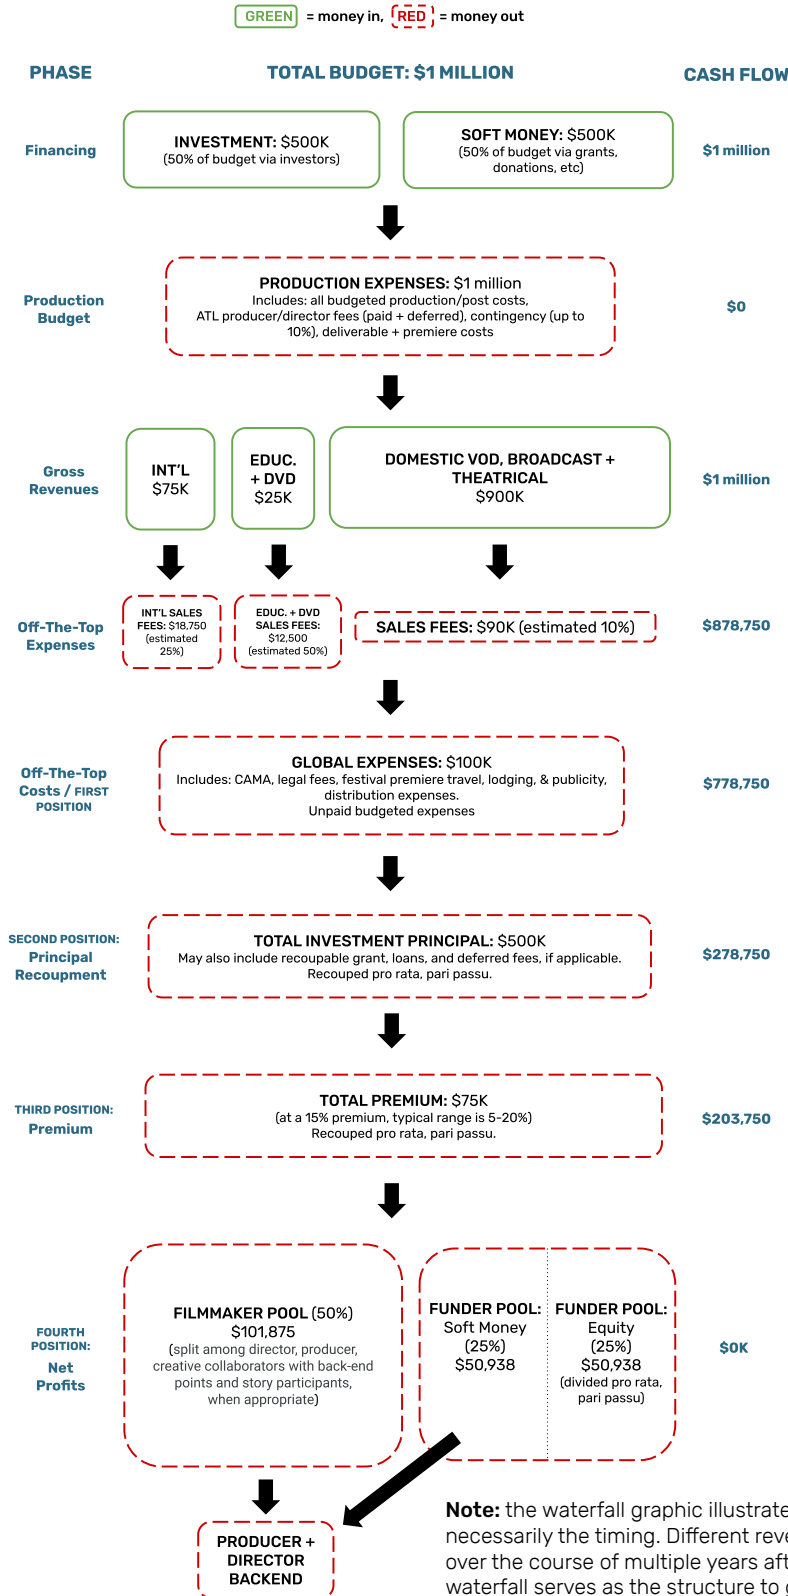 GREEN = money in, RED = money out
PHASE
TOTAL BUDGET: $1 MILLION
CASH FLOW
Financing
INVESTMENT: $500K
(50% of budget via investors)
SOFT MONEY: $500K
(50% of budget via grants,
donations, etc)
$1 million
Production
Budget
PRODUCTION EXPENSES: $1 million
Includes: all budgeted production/post costs,
ATL producer/director fees (paid + deferred), contingency (up to
10%), deliverable + premiere costs
$0
Gross
Revenues
INT'L
$75K
EDUC.
+ DVD
$25K
DOMESTIC VOD, BROADCAST +
THEATRICAL
$900K
$1 million
Off-The-Top
Expenses
INT'L SALES
FEES: $18,750
(estimated
25%)
EDUC. + DVD
SALES FEES:
$12,500
(estimated 50%)
SALES FEES: $90K (estimated 10%)
$878,750
Off-The-Top
Costs / FIRST
POSITION
GLOBAL EXPENSES: $100K
Includes: CAMA, legal fees, festival premiere travel, lodging, & publicity,
distribution expenses.
Unpaid budgeted expenses
$778,750
SECOND POSITION:
Principal
Recoupment
TOTAL INVESTMENT PRINCIPAL: $500K
May also include recoupable grant, loans, and deferred fees, if applicable.
Recouped pro rata, pari passu.
$278,750
THIRD POSITION:
Premium
TOTAL PREMIUM: $75K
(at a 15% premium, typical range is 5-20%)
Recouped pro rata, pari passu.
$203,750
FOURTH
POSITION:
Net
Profits
FILMMAKER POOL (50%)
$101,875
(split among director, producer,
creative collaborators with back-end
points and story participants,
when appropriate)
FUNDER POOL:
Soft Money
(25%)
$50,938
FUNDER POOL:
Equity
(25%)
$50,938
(divided pro rata,
pari passu)
$0K
PRODUCER +
DIRECTOR
BACKEND
Note: the waterfall graphic illustrate
necessarily the timing. Different reve
over the course of multiple years aft
waterfall serves as the structure to